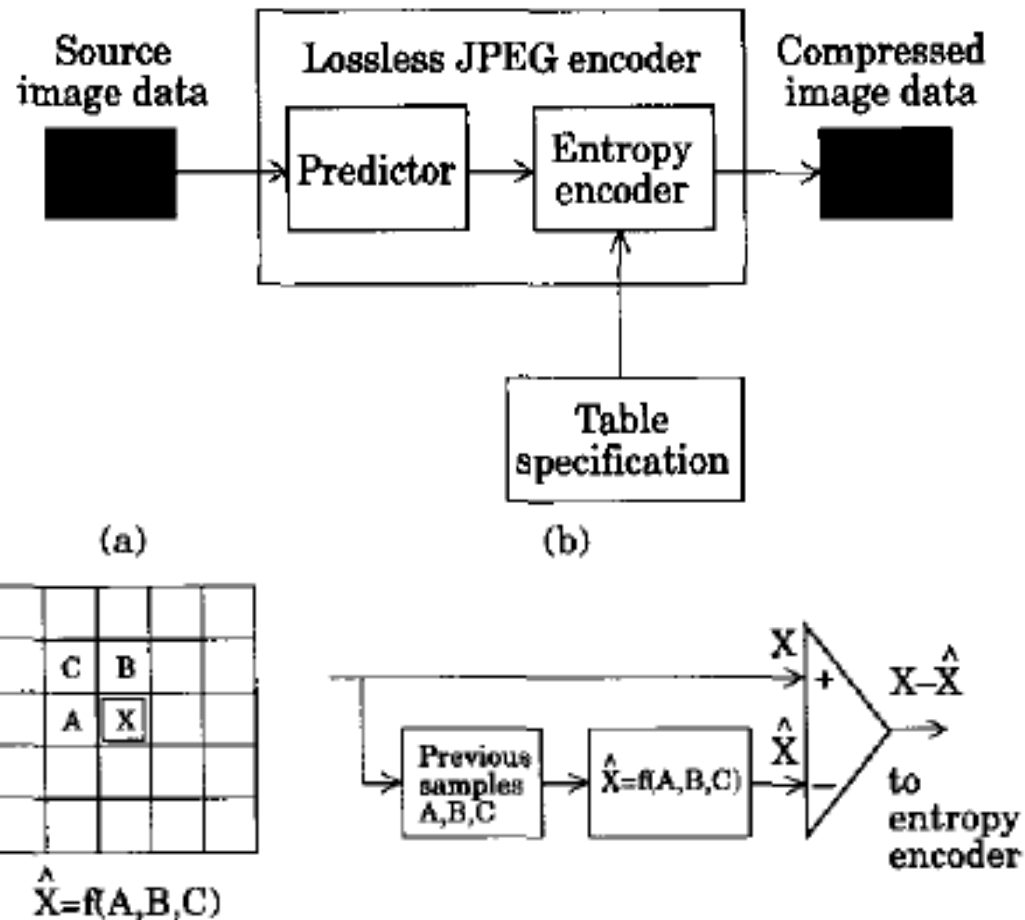 Source
image data
Lossless JPEG encoder
Compressed
image data
Predictor
Entropy
encoder
Table
specification
(a)
(b)
C B
A X
X̂=f(A,B,C)
X
+
X–X̂
Previous
samples
A,B,C
X̂=f(A,B,C)
X̂
–
to
entropy
encoder